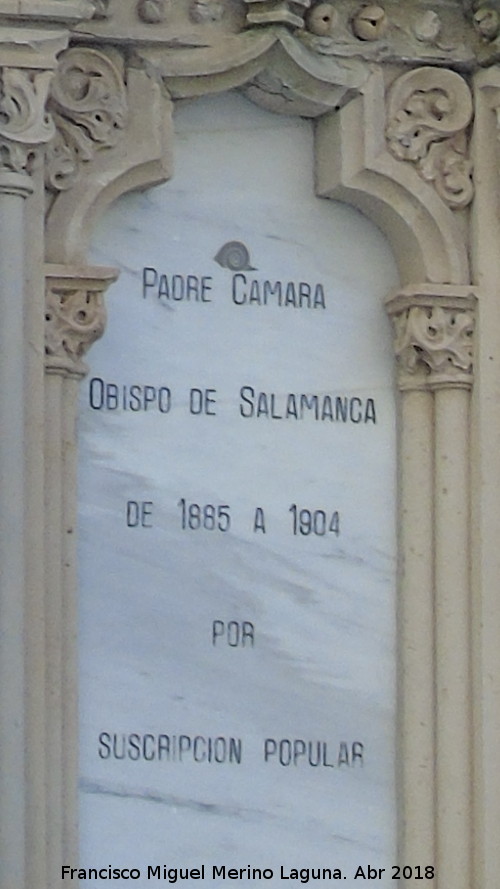 PADRE CAMARA
OBISPO DE SALAMANCA
DE 1885 A 1904
POR
SUSCRIPCION POPULAR
Francisco Miguel Merino Laguna. Abr 2018